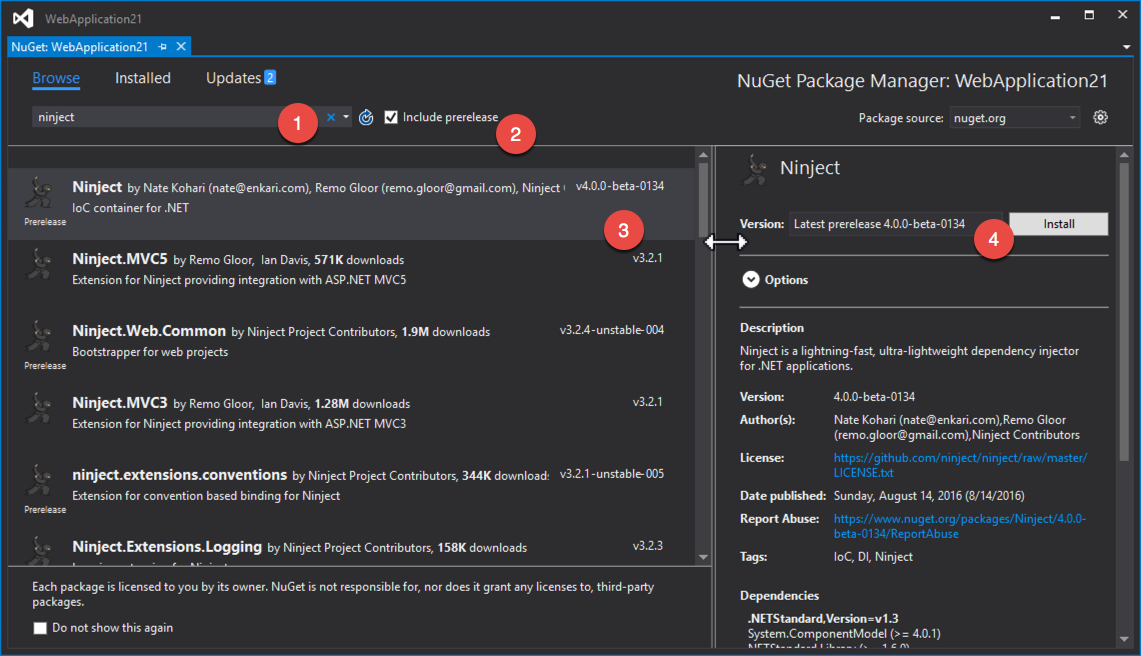 WebApplication21
NuGet: WebApplication21
Browse Installed Updates 2
NuGet Package Manager: WebApplication21
ninject
1
Include prerelease
2
Package source: nuget.org
Ninject by Nate Kohari (nate@enkari.com), Remo Gloor (remo.gloor@gmail.com), Ninject v4.0.0-beta-0134
IoC container for .NET
Prerelease
3
Ninject.MVC5 by Remo Gloor, Ian Davis, 571K downloads v3.2.1
Extension for Ninject providing integration with ASP.NET MVC5
Ninject.Web.Common by Ninject Project Contributors, 1.9M downloads v3.2.4-unstable-004
Bootstrapper for web projects
Prerelease
Ninject.MVC3 by Remo Gloor, Ian Davis, 1.28M downloads v3.2.1
Extension for Ninject providing integration with ASP.NET MVC3
ninject.extensions.conventions by Ninject Project Contributors, 344K downloads v3.2.1-unstable-005
Extension for convention based binding for Ninject
Prerelease
Ninject.Extensions.Logging by Ninject Project Contributors, 158K downloads v3.2.3
Each package is licensed to you by its owner. NuGet is not responsible for, nor does it grant any licenses to, third-party
packages.
Do not show this again
Ninject
Version: Latest prerelease 4.0.0-beta-0134
4
Install
Options
Description
Ninject is a lightning-fast, ultra-lightweight dependency injector
for .NET applications.
Version: 4.0.0-beta-0134
Author(s): Nate Kohari (nate@enkari.com),Remo Gloor
(remo.gloor@gmail.com),Ninject Contributors
License: https://github.com/ninject/ninject/raw/master/
LICENSE.txt
Date published: Sunday, August 14, 2016 (8/14/2016)
Report Abuse: https://www.nuget.org/packages/Ninject/4.0.0-
beta-0134/ReportAbuse
Tags: IoC, DI, Ninject
Dependencies
.NETStandard,Version=v1.3
System.ComponentModel (>= 4.0.1)
NETStandard.Library (>= 1.6.0)